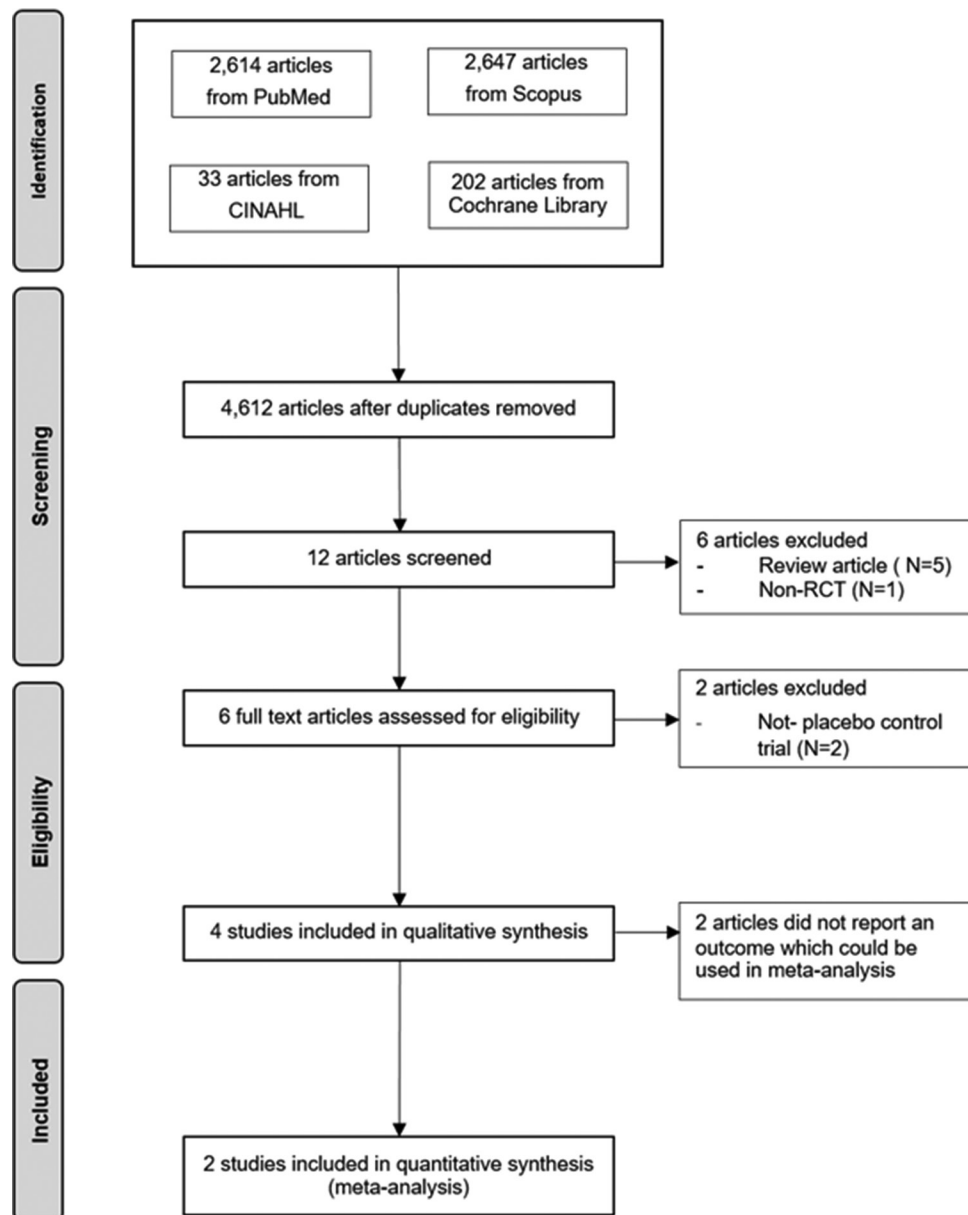 Identification
2,614 articles
from PubMed
2,647 articles
from Scopus
33 articles from
CINAHL
202 articles from
Cochrane Library
Screening
4,612 articles after duplicates removed
12 articles screened
6 articles excluded
- Review article ( N=5)
- Non-RCT (N=1)
Eligibility
6 full text articles assessed for eligibility
2 articles excluded
- Not- placebo control
trial (N=2)
4 studies included in qualitative synthesis
2 articles did not report an
outcome which could be
used in meta-analysis
Included
2 studies included in quantitative synthesis
(meta-analysis)